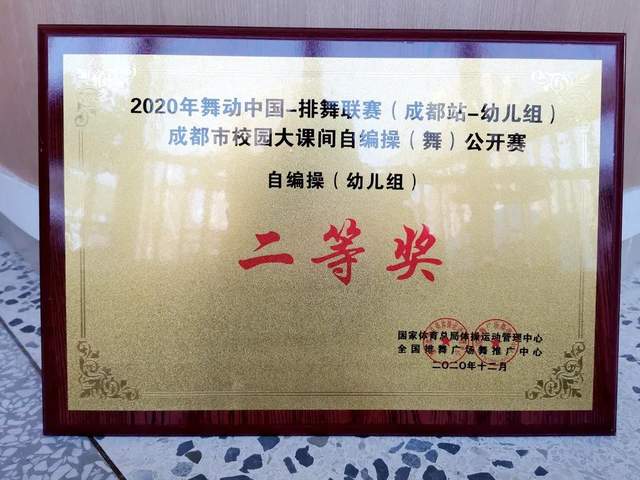 2020年舞动中国-排舞联赛（成都站-幼儿组）
成都市校园大课间自编操（舞）公开赛
自编操（幼儿组）
二等奖
国家体育总局体操运动管理中心
全国排舞广场舞推广中心
二〇二〇年十二月